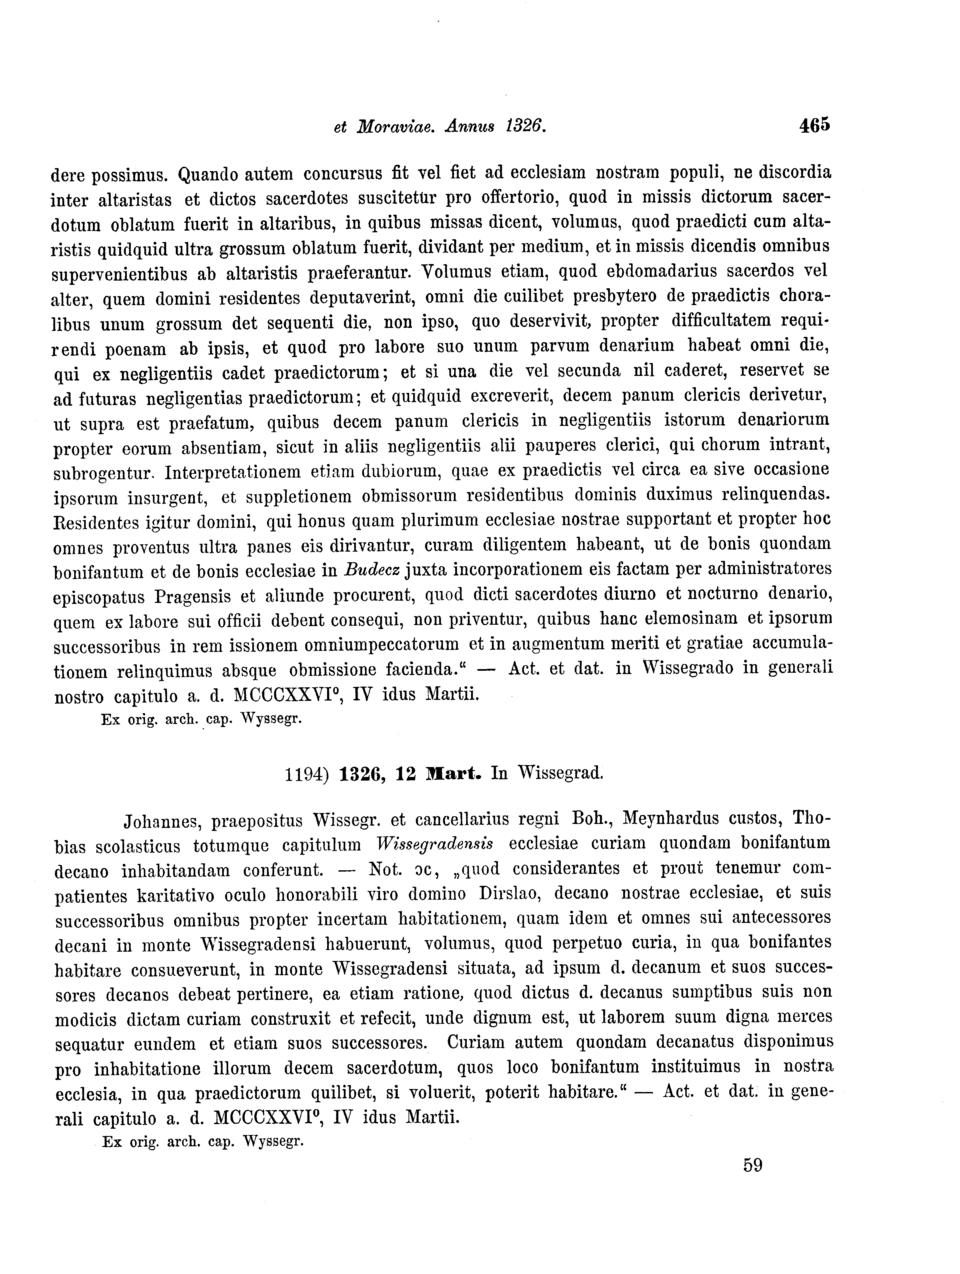 et Moraviae. Annus 1326. 465
dere possimus. Quando autem concursus fit vel fiet ad ecclesiam nostram populi, ne discordia
inter altaristas et dictos sacerdotes suscitetur pro offertorio, quod in missis dictorum sacer-
dotum oblatum fuerit in altaribus, in quibus missas dicent, volumus, quod praedicti cum alta-
ristis quidquid ultra grossum oblatum fuerit, dividant per medium, et in missis dicendis omnibus
supervenientibus ab altaristis praeferantur. Volumus etiam, quod ebdomadarius sacerdos vel
alter, quem domini residentes deputaverint, omni die cuilibet presbytero de praedictis chora-
libus unum grossum det sequenti die, non ipso, quo deservivit, propter difficultatem requi-
rendi poenam ab ipsis, et quod pro labore suo unum parvum denarium habeat omni die,
qui ex negligentiis cadet praedictorum; et si una die vel secunda nil caderet, reservet se
ad futuras negligentias praedictorum; et quidquid excreverit, decem panum clericis derivetur,
ut supra est praefatum, quibus decem panum clericis in negligentiis istorum denariorum
propter eorum absentiam, sicut in aliis negligentiis alii pauperes clerici, qui chorum intrant,
subrogentur. Interpretationem etiam dubiorum, quae ex praedictis vel circa ea sive occasione
ipsorum insurgent, et suppletionem obmissorum residentibus dominis duximus relinquendas.
Residentes igitur domini, qui honus quam plurimum ecclesiae nostrae supportant et propter hoc
omnes proventus ultra panes eis dirivantur, curam diligentem habeant, ut de bonis quondam
bonifantum et de bonis ecclesiae in Budecz juxta incorporationem eis factam per administratores
episcopatus Pragensis et aliunde procurent, quod dicti sacerdotes diurno et nocturno denario,
quem ex labore sui officii debent consequi, non priventur, quibus hanc elemosinam et ipsorum
successoribus in rem issionem omniumpeccatorum et in augmentum meriti et gratiae accumula-
tionem relinquimus absque obmissione facienda.“ — Act. et dat. in Wissegrado in generali
nostro capitulo a. d. MCCCXXVI⁰, IV idus Martii.
Ex orig. arch. cap. Wyssegr.
1194) 1326, 12 Mart. In Wissegrad.
Johannes, praepositus Wissegr. et cancellarius regni Boh., Meynhardus custos, Tho-
bias scolasticus totumque capitulum Wissegradensis ecclesiae curiam quondam bonifantum
decano inhabitandam conferunt. — Not. ɔc, „quod considerantes et prout tenemur com-
patientes karitativo oculo honorabili viro domino Dirslao, decano nostrae ecclesiae, et suis
successoribus omnibus propter incertam habitationem, quam idem et omnes sui antecessores
decani in monte Wissegradensi habuerunt, volumus, quod perpetuo curia, in qua bonifantes
habitare consueverunt, in monte Wissegradensi situata, ad ipsum d. decanum et suos succes-
sores decanos debeat pertinere, ea etiam ratione, quod dictus d. decanus sumptibus suis non
modicis dictam curiam construxit et refecit, unde dignum est, ut laborem suum digna merces
sequatur eundem et etiam suos successores. Curiam autem quondam decanatus disponimus
pro inhabitatione illorum decem sacerdotum, quos loco bonifantum instituimus in nostra
ecclesia, in qua praedictorum quilibet, si voluerit, poterit habitare.“ — Act. et dat. in gene-
rali capitulo a. d. MCCCXXVI⁰, IV idus Martii.
Ex orig. arch. cap. Wyssegr.
59